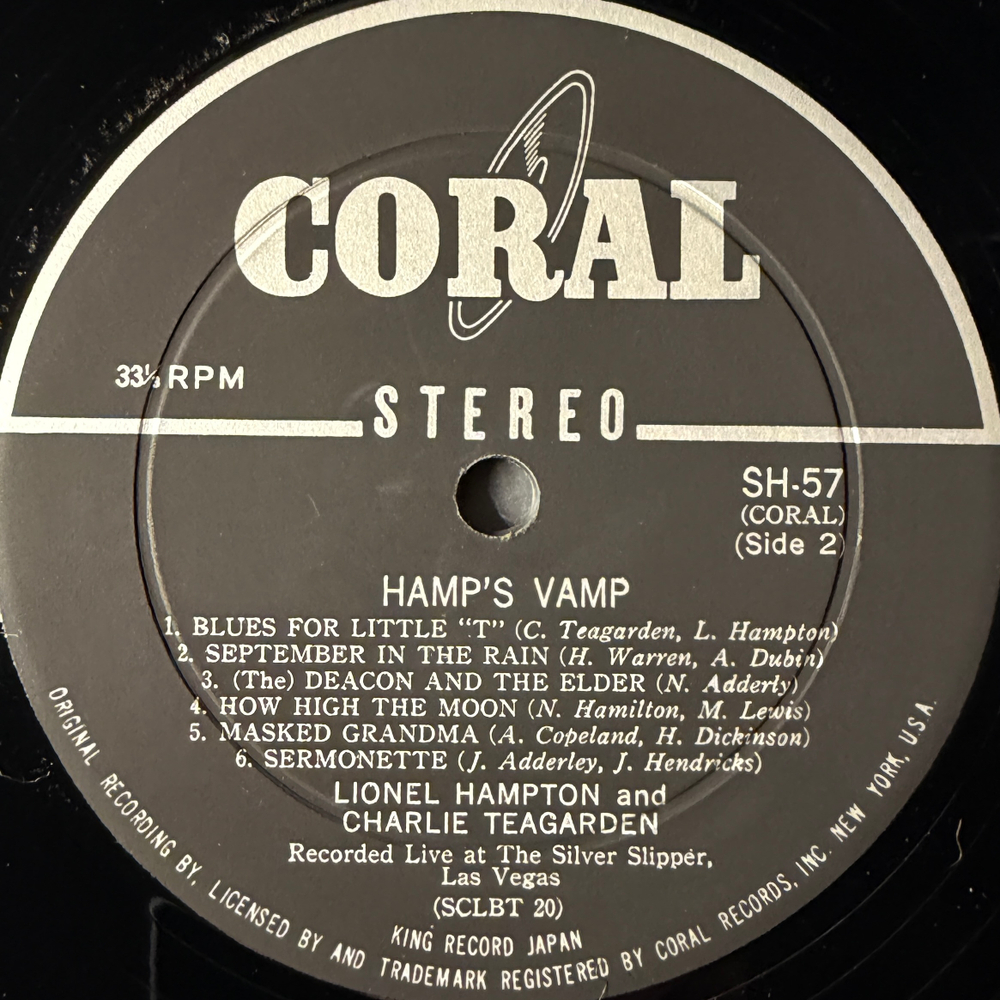 CORAL
33⅓ RPM
STEREO
SH-57
(CORAL)
(Side 2)
HAMP'S VAMP
1. BLUES FOR LITTLE "T" (C. Teagarden, L. Hampton)
2. SEPTEMBER IN THE RAIN (H. Warren, A. Dubin)
3. (The) DEACON AND THE ELDER (N. Adderly)
4. HOW HIGH THE MOON (N. Hamilton, M. Lewis)
5. MASKED GRANDMA (A. Copeland, H. Dickinson)
6. SERMONETTE (J. Adderley, J. Hendricks)
LIONEL HAMPTON and
CHARLIE TEAGARDEN
Recorded Live at The Silver Slipper,
Las Vegas
(SCLBT 20)
KING RECORD JAPAN
ORIGINAL RECORDING BY, LICENSED BY AND TRADEMARK REGISTERED BY CORAL RECORDS, INC. NEW YORK, U.S.A.